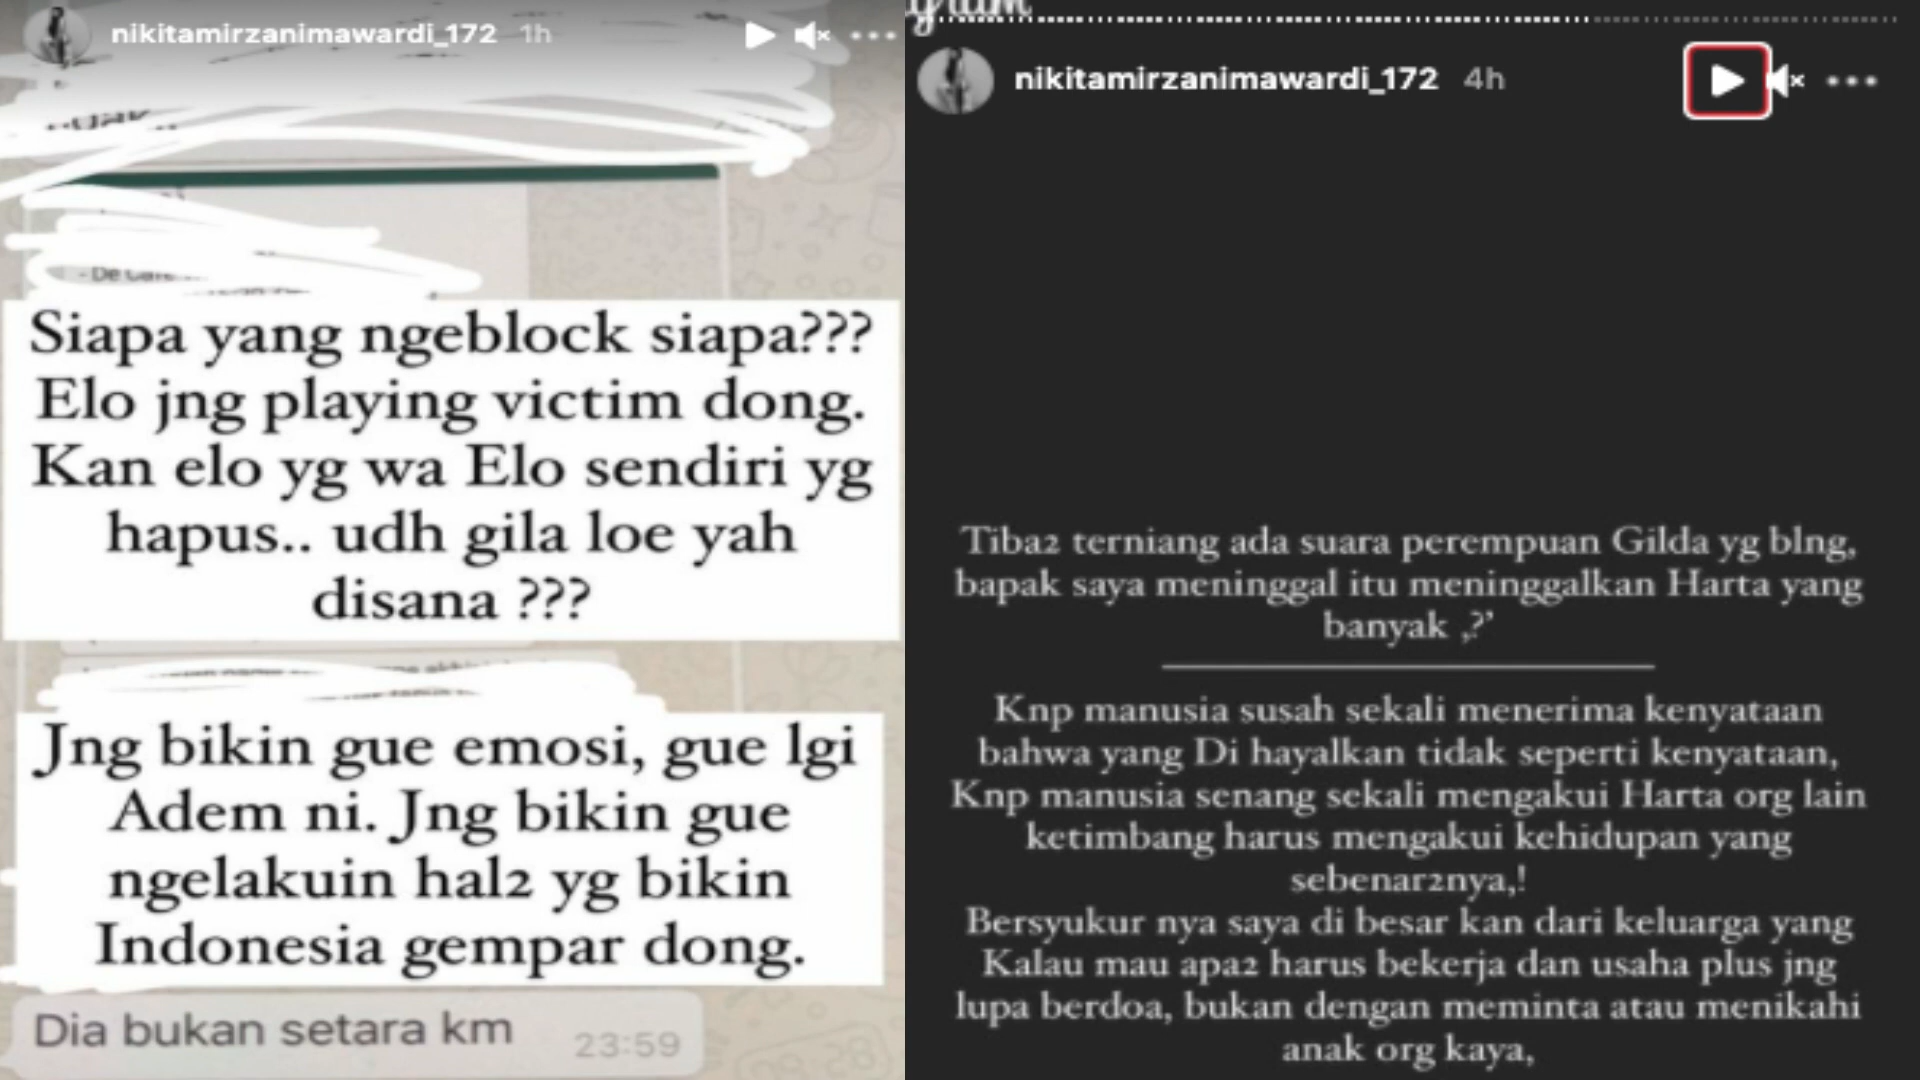 nikitamirzanimawardi_172 1h
Siapa yang ngeblock siapa???
Elo jng playing victim dong.
Kan elo yg wa Elo sendiri yg
hapus.. udh gila loe yah
disana ???
Jng bikin gue emosi, gue lgi
Adem ni. Jng bikin gue
ngelakuin hal2 yg bikin
Indonesia gempar dong.
Dia bukan setara km 23:59
nikitamirzanimawardi_172 4h
Tiba2 terniang ada suara perempuan Gilda yg blng,
bapak saya meninggal itu meninggalkan Harta yang
banyak ,?’
Knp manusia susah sekali menerima kenyataan
bahwa yang Di hayalkan tidak seperti kenyataan,
Knp manusia senang sekali mengakui Harta org lain
ketimbang harus mengakui kehidupan yang
sebenar2nya,!
Bersyukur nya saya di besar kan dari keluarga yang
Kalau mau apa2 harus bekerja dan usaha plus jng
lupa berdoa, bukan dengan meminta atau menikahi
anak org kaya,